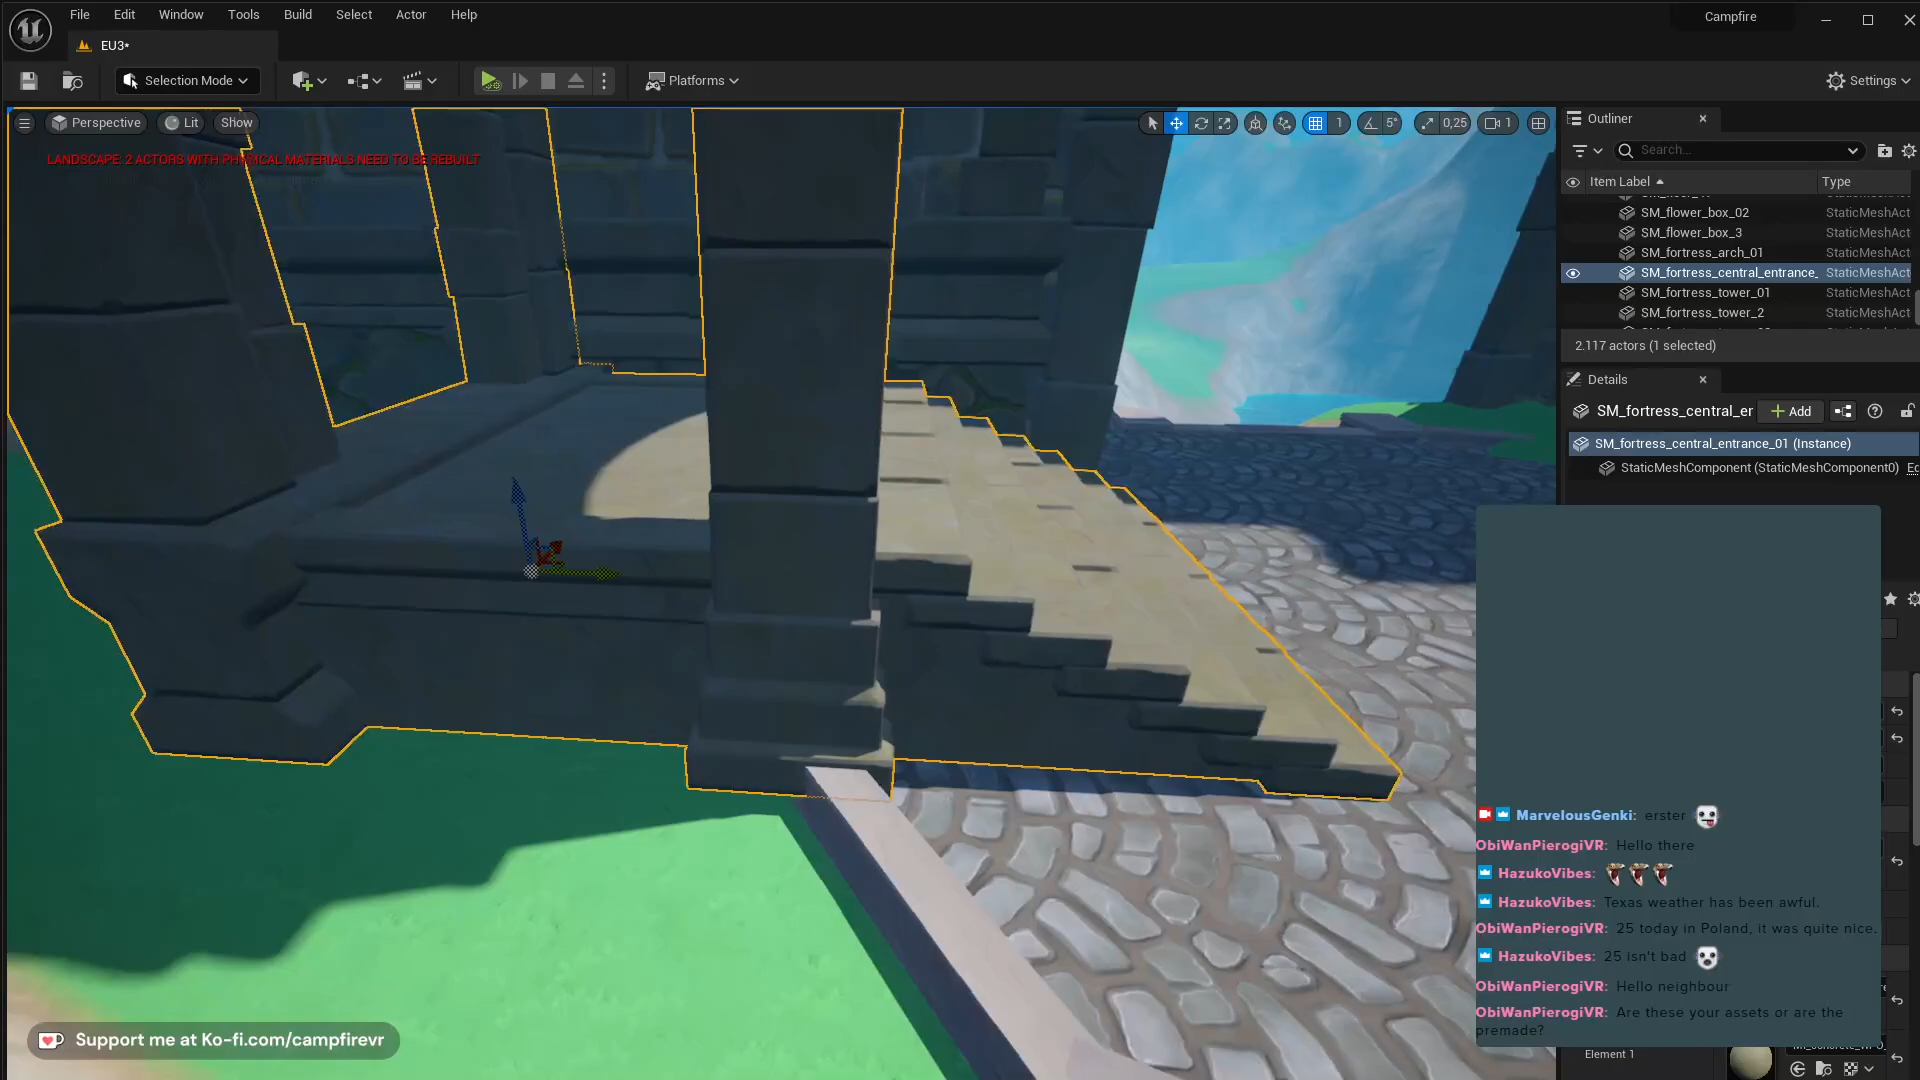 File Edit Window Tools Build Select Actor Help
Campfire
EU3*
Selection Mode
Platforms
Settings
Perspective
Lit
Show
1
5°
0,25
1
LANDSCAPE: 2 ACTORS WITH PHYSICAL MATERIALS NEED TO BE REBUILT
Outliner
Search...
Item Label
Type
SM_flower_box_02 StaticMeshAct
SM_flower_box_3 StaticMeshAct
SM_fortress_arch_01 StaticMeshAct
SM_fortress_central_entrance_ StaticMeshAct
SM_fortress_tower_01 StaticMeshAct
SM_fortress_tower_2 StaticMeshAct
2.117 actors (1 selected)
Details
SM_fortress_central_er
Add
SM_fortress_central_entrance_01 (Instance)
StaticMeshComponent (StaticMeshComponent0) Ec
MarvelousGenki: erster
ObiWanPierogiVR: Hello there
HazukoVibes:
HazukoVibes: Texas weather has been awful.
ObiWanPierogiVR: 25 today in Poland, it was quite nice.
HazukoVibes: 25 isn't bad
ObiWanPierogiVR: Hello neighbour
ObiWanPierogiVR: Are these your assets or are the
premade?
Element 1
Support me at Ko-fi.com/campfirevr